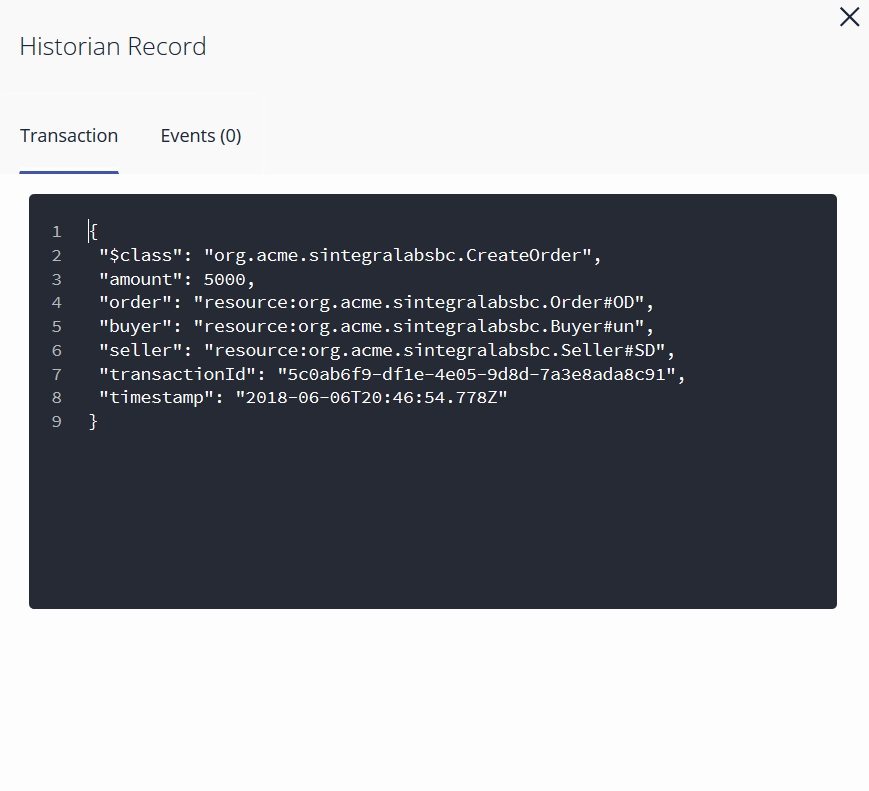 Historian Record
Transaction Events (0)
1 {
2 "$class": "org.acme.sintegralabsbc.CreateOrder",
3 "amount": 5000,
4 "order": "resource:org.acme.sintegralabsbc.Order#OD",
5 "buyer": "resource:org.acme.sintegralabsbc.Buyer#un",
6 "seller": "resource:org.acme.sintegralabsbc.Seller#SD",
7 "transactionId": "5c0ab6f9-df1e-4e05-9d8d-7a3e8ada8c91",
8 "timestamp": "2018-06-06T20:46:54.778Z"
9 }